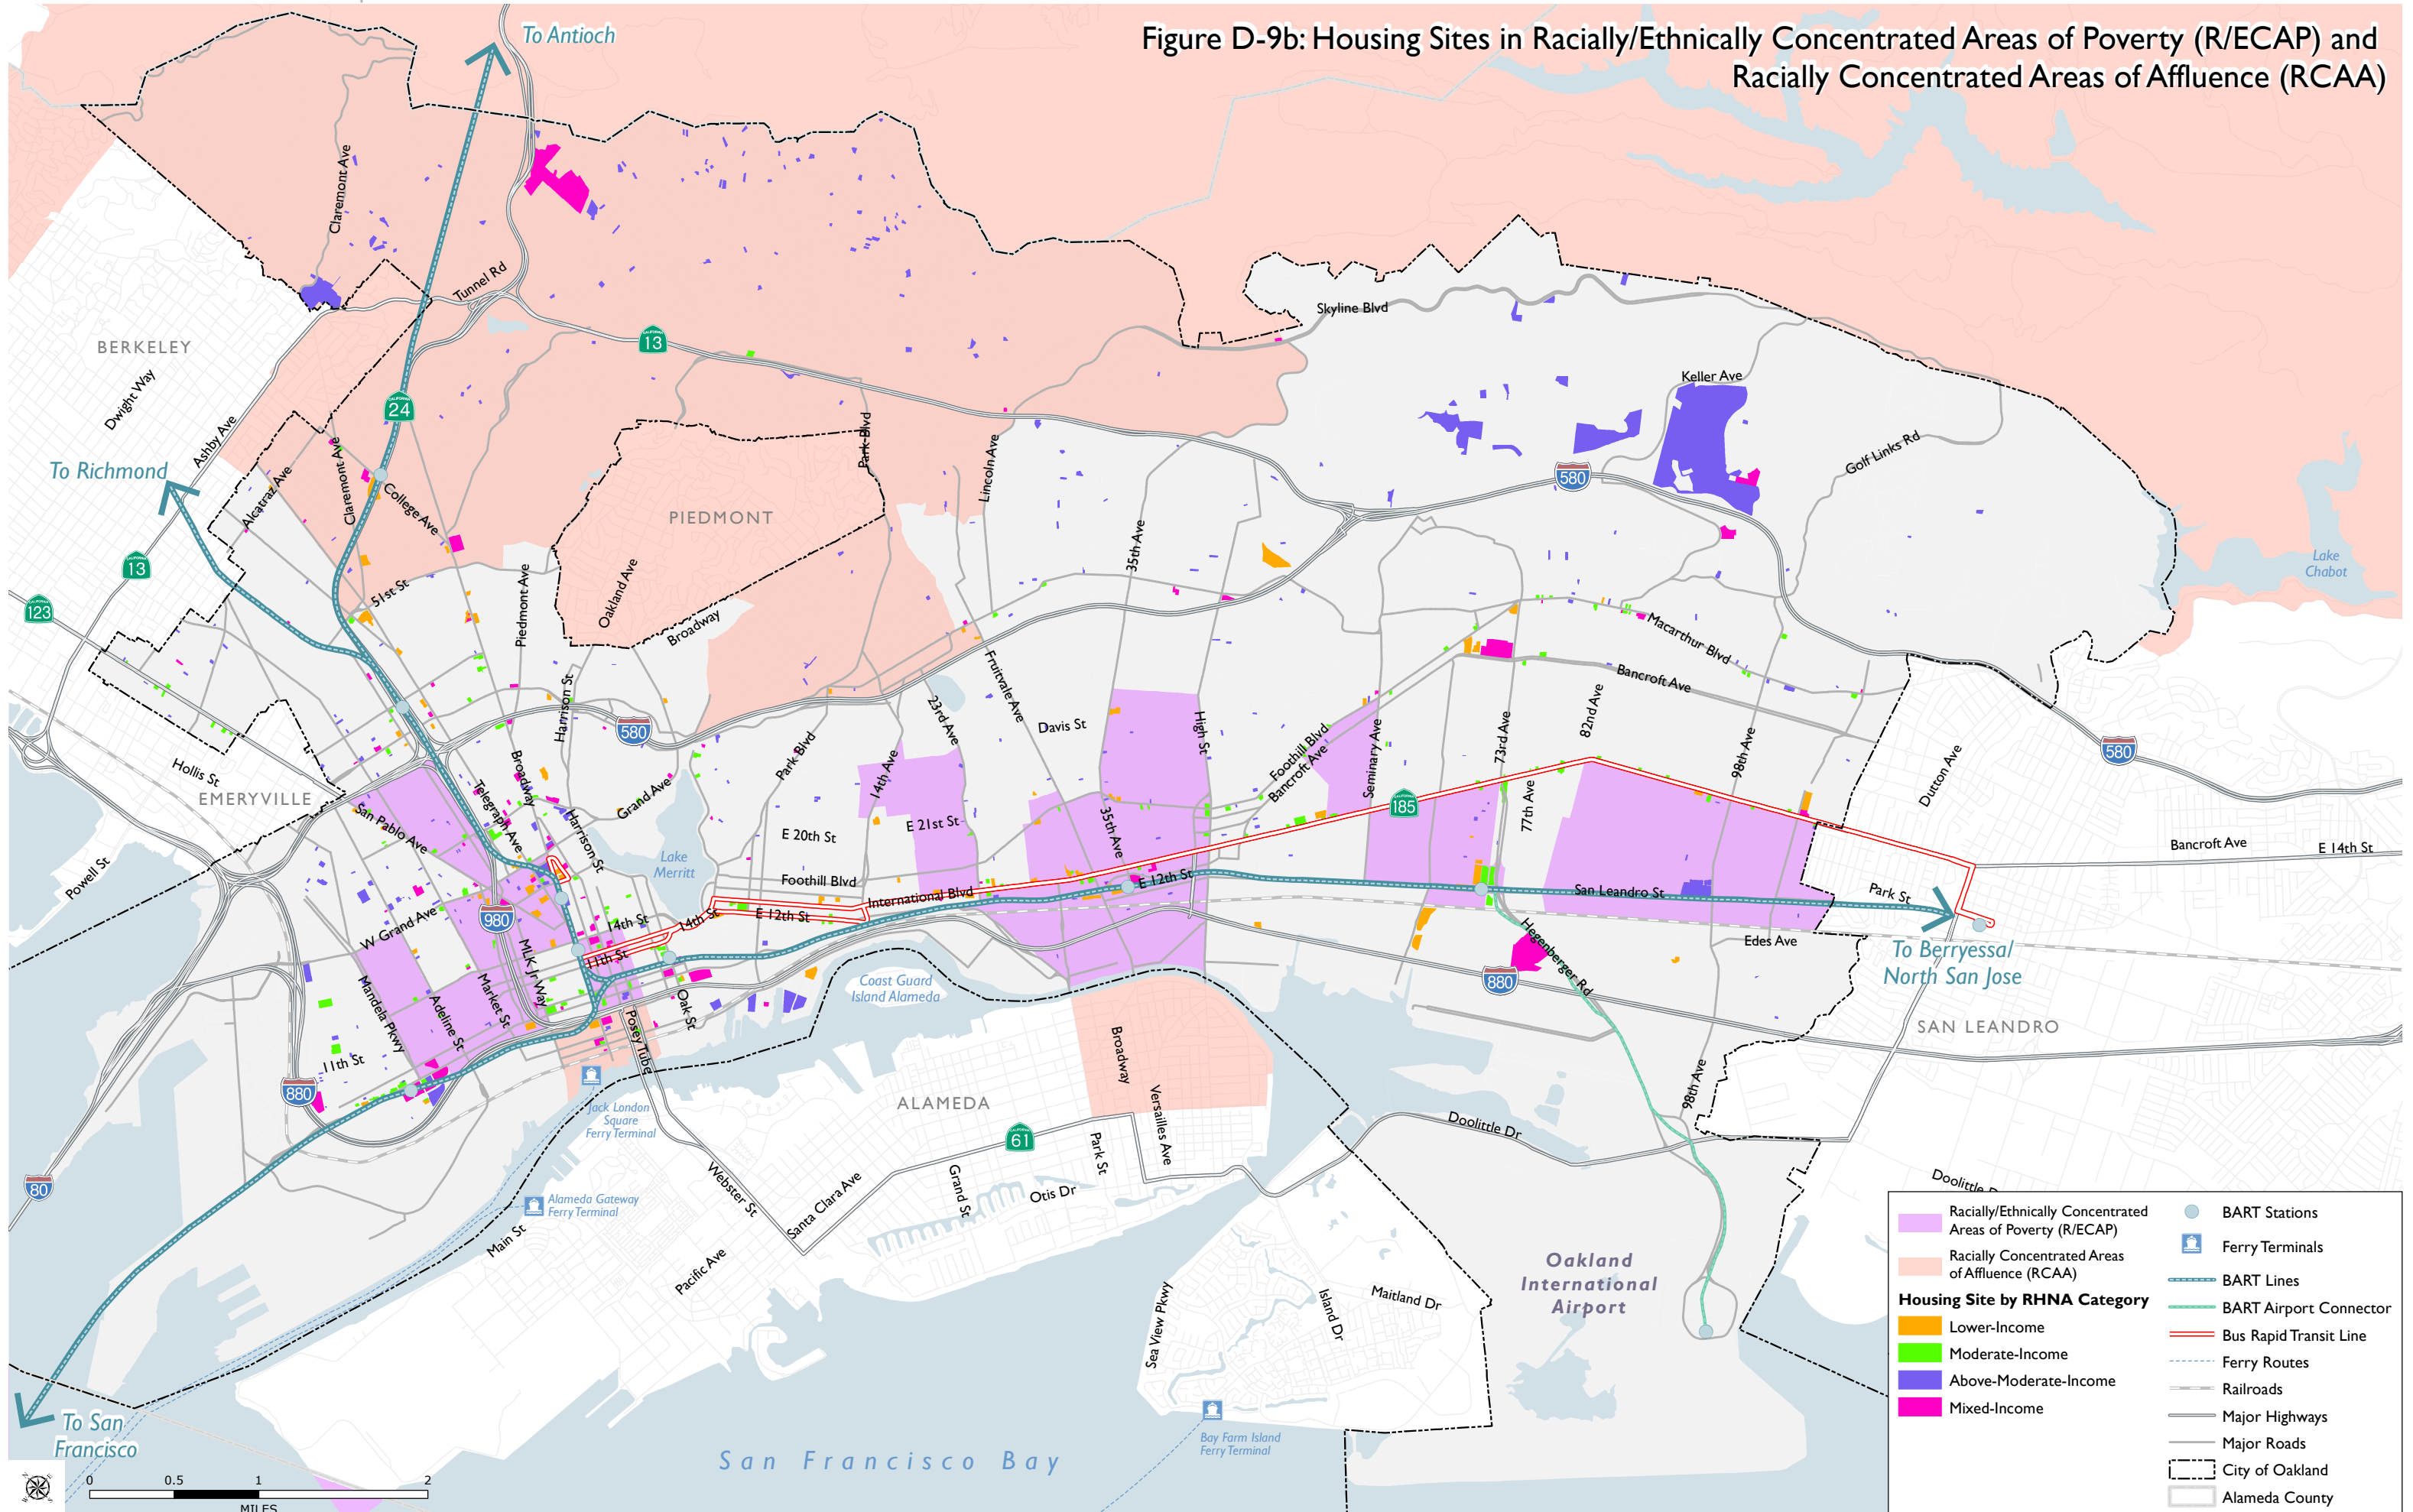 Figure D-9b: Housing Sites in Racially/Ethnically Concentrated Areas of Poverty (R/ECAP) and
Racially Concentrated Areas of Affluence (RCAA)
To Antioch
Claremont Ave
Tunnel Rd
BERKELEY
Dwight Way
Ashby Ave
To Richmond
Alcatraz Ave
Claremont Ave
College Ave
CALIFORNIA
24
CALIFORNIA
13
CALIFORNIA
13
CALIFORNIA
123
PIEDMONT
Park Blvd
Lincoln Ave
Skyline Blvd
Keller Ave
Golf Links Rd
580
35th Ave
51st St
Piedmont Ave
Oakland Ave
Broadway
Harrison St
580
Fruitvale Ave
23rd Ave
Davis St
High St
Macarthur Blvd
Bancroft Ave
82nd Ave
73rd Ave
98th Ave
Seminary Ave
Foothill Blvd
Bancroft Ave
Lake
Chabot
580
Dutton Ave
Hollis St
EMERYVILLE
San Pablo Ave
Telegraph Ave
Broadway
Harrison St
Grand Ave
Park Blvd
14th Ave
E 20th St
E 21st St
35th Ave
CALIFORNIA
185
77th Ave
Bancroft Ave
E 14th St
Powell St
Lake
Merritt
Foothill Blvd
International Blvd
E 12th St
E 12th St
San Leandro St
Park St
W Grand Ave
980
14th St
14th St
11th St
MLK Jr Way
Market St
Adeline St
Mandela Pkwy
11th St
Oak St
Posey Tube
880
880
Hegenberger Rd
Edes Ave
To Berryessa/
North San Jose
SAN LEANDRO
Coast Guard
Island Alameda
Broadway
Versailles Ave
Jack London
Square
Ferry Terminal
ALAMEDA
CALIFORNIA
61
Park St
Doolittle Dr
98th Ave
80
Alameda Gateway
Ferry Terminal
Main St
Webster St
Santa Clara Ave
Grand St
Otis Dr
Pacific Ave
Sea View Pkwy
Island Dr
Maitland Dr
Oakland
International
Airport
Doolittle D
To San
Francisco
San Francisco Bay
Bay Farm Island
Ferry Terminal
0 0.5 1 2
MILES
Racially/Ethnically Concentrated
Areas of Poverty (R/ECAP)
Racially Concentrated Areas
of Affluence (RCAA)
Housing Site by RHNA Category
Lower-Income
Moderate-Income
Above-Moderate-Income
Mixed-Income
BART Stations
Ferry Terminals
BART Lines
BART Airport Connector
Bus Rapid Transit Line
Ferry Routes
Railroads
Major Highways
Major Roads
City of Oakland
Alameda County